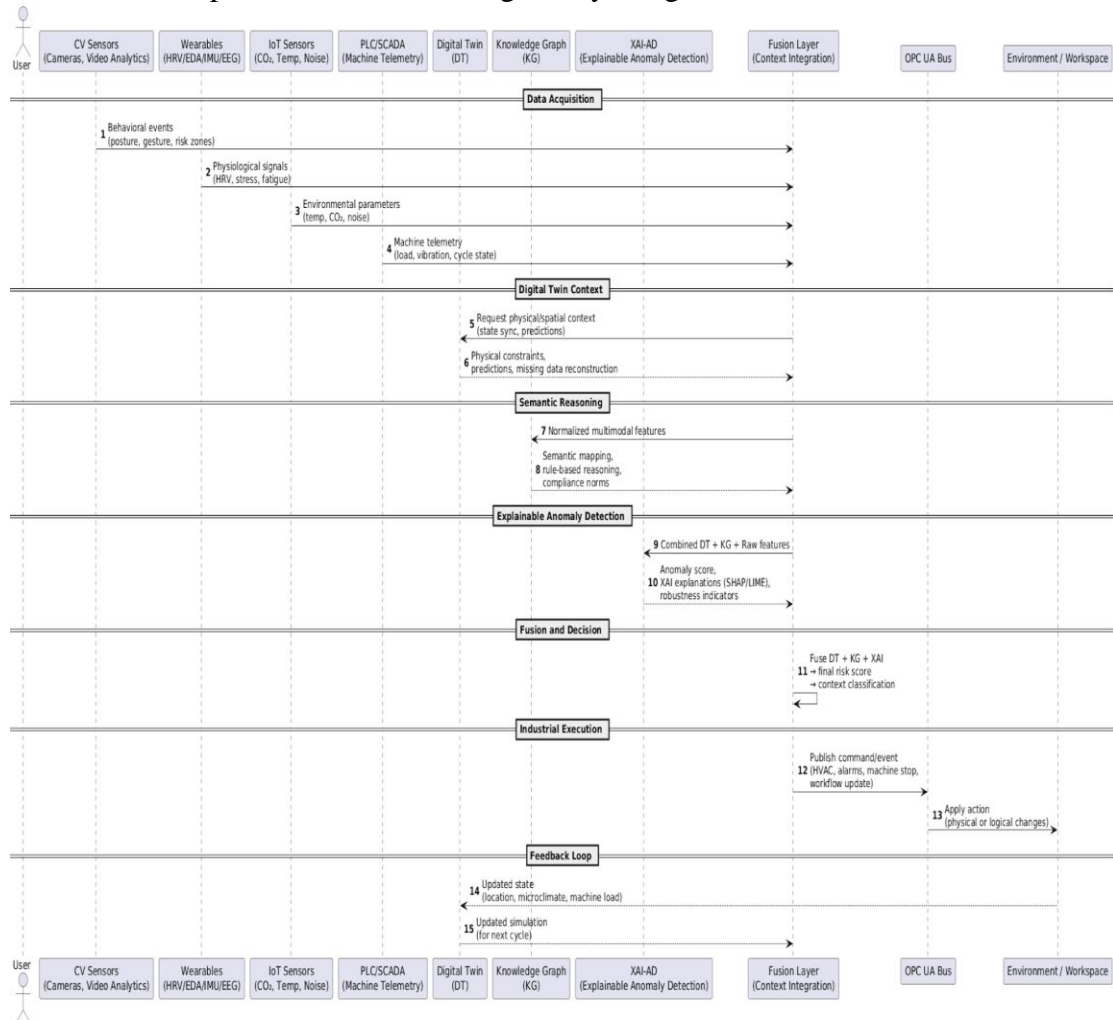 User
CV Sensors
(Cameras, Video Analytics)
Wearables
(HRV/EDA/IMU/EEG)
IoT Sensors
(CO₂, Temp, Noise)
PLC/SCADA
(Machine Telemetry)
Digital Twin
(DT)
Knowledge Graph
(KG)
XAI-AD
(Explainable Anomaly Detection)
Fusion Layer
(Context Integration)
OPC UA Bus
Environment / Workspace
Data Acquisition
1 Behavioral events
(posture, gesture, risk zones)
2 Physiological signals
(HRV, stress, fatigue)
3 Environmental parameters
(temp, CO₂, noise)
4 Machine telemetry
(load, vibration, cycle state)
Digital Twin Context
5 Request physical/spatial context
(state sync, predictions)
6 Physical constraints,
predictions, missing data reconstruction
Semantic Reasoning
7 Normalized multimodal features
Semantic mapping,
8 rule-based reasoning,
compliance norms
Explainable Anomaly Detection
9 Combined DT + KG + Raw features
Anomaly score,
10 XAI explanations (SHAP/LIME),
robustness indicators
Fusion and Decision
Fuse DT + KG + XAI
11 → final risk score
→ context classification
Industrial Execution
Publish command/event
12 (HVAC, alarms, machine stop,
workflow update)
13 Apply action
(physical or logical changes)
Feedback Loop
14 Updated state
(location, microclimate, machine load)
15 Updated simulation
(for next cycle)
User
CV Sensors
(Cameras, Video Analytics)
Wearables
(HRV/EDA/IMU/EEG)
IoT Sensors
(CO₂, Temp, Noise)
PLC/SCADA
(Machine Telemetry)
Digital Twin
(DT)
Knowledge Graph
(KG)
XAI-AD
(Explainable Anomaly Detection)
Fusion Layer
(Context Integration)
OPC UA Bus
Environment / Workspace